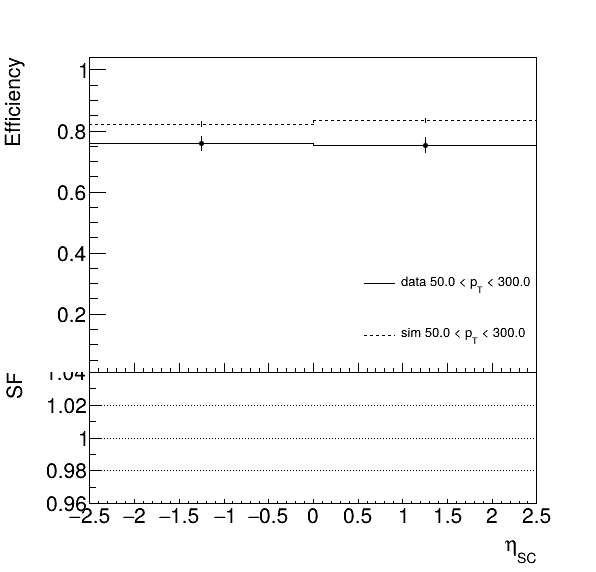 Efficiency
1
0.8
0.6
0.4
0.2
data 50.0 < p_T < 300.0
sim 50.0 < p_T < 300.0
SF
1.04
1.02
1
0.98
0.96
−2.5 −2 −1.5 −1 −0.5 0 0.5 1 1.5 2 2.5
η_SC